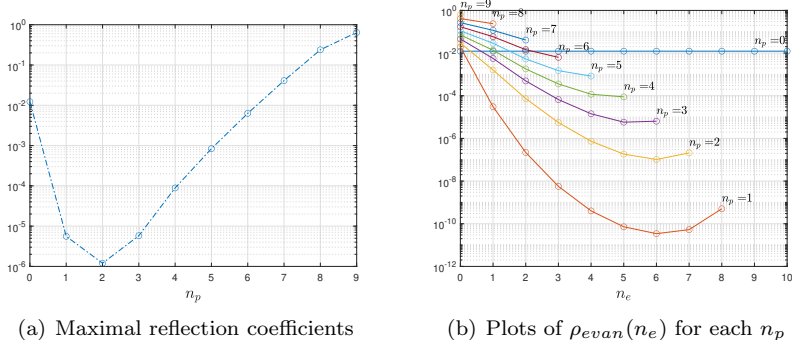 10^0
10^-1
10^-2
10^-3
10^-4
10^-5
10^-6
0 1 2 3 4 5 6 7 8 9
n_p
(a) Maximal reflection coefficients
10^0
10^-2
10^-4
10^-6
10^-8
10^-10
10^-12
n_p =9
n_p =8
n_p =7
n_p =6
n_p =0
n_p =5
n_p =4
n_p =3
n_p =2
n_p =1
0 1 2 3 4 5 6 7 8 9 10
n_e
(b) Plots of ρ_evan(n_e) for each n_p